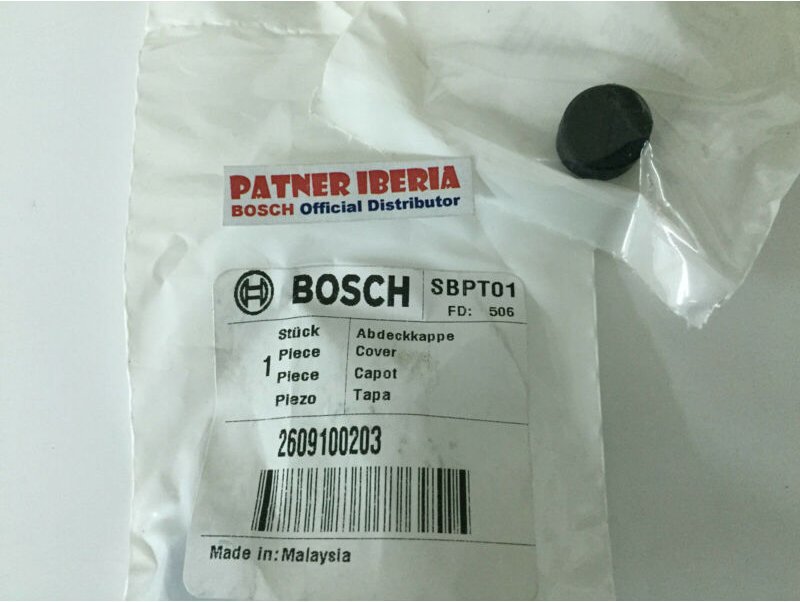 PATNER IBERIA
BOSCH Official Distributor
BOSCH SBPT01
FD: 506
1
Stück Abdeckkappe
Piece Cover
Piece Capot
Piezo Tapa
2609100203
Made in: Malaysia